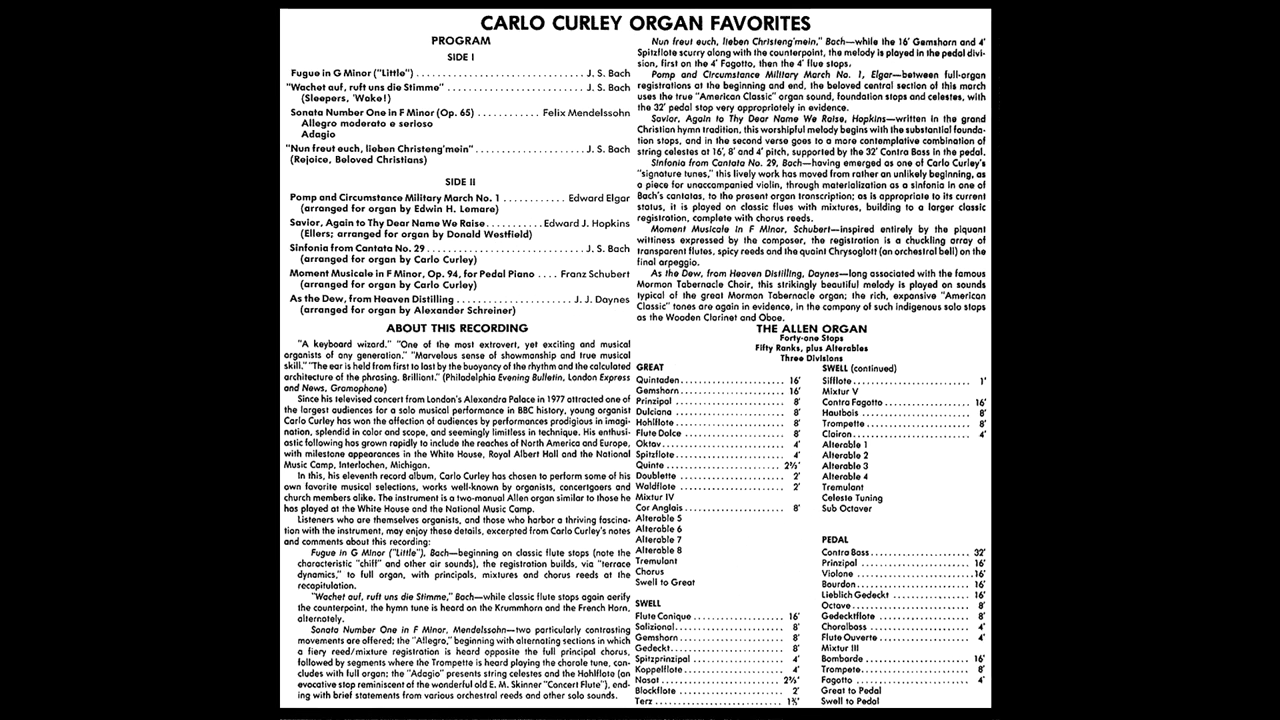 CARLO CURLEY ORGAN FAVORITES
PROGRAM
SIDE I
Fugue in G Minor ("Little") . . . . . . . . . . J. S. Bach
"Wachet auf, ruft uns die Stimme" . . . . . . . . . . J. S. Bach
(Sleepers, 'Wake!)
Sonata Number One in F Minor (Op. 65) . . . . . . . . . . Felix Mendelssohn
Allegro moderato e serioso
Adagio
"Nun freut euch, lieben Christeng'mein" . . . . . . . . . . J. S. Bach
(Rejoice, Beloved Christians)
SIDE II
Pomp and Circumstance Military March No. 1 . . . . . . . . . . Edward Elgar
(arranged for organ by Edwin H. Lemare)
Savior, Again to Thy Dear Name We Raise . . . . . . . . . . Edward J. Hopkins
(Ellers; arranged for organ by Donald Westfield)
Sinfonia from Cantata No. 29 . . . . . . . . . . J. S. Bach
(arranged for organ by Carlo Curley)
Moment Musicale in F Minor, Op. 94, for Pedal Piano . . . . Franz Schubert
(arranged for organ by Carlo Curley)
As the Dew, from Heaven Distilling . . . . . . . . . . J. J. Daynes
(arranged for organ by Alexander Schreiner)
ABOUT THIS RECORDING
"A keyboard wizard." "One of the most extrovert, yet exciting and musical
organists of any generation." "Marvelous sense of showmanship and true musical
skill." "The ear is held from first to last by the buoyancy of the rhythm and the calculated
architecture of the phrasing. Brilliant." (Philadelphia Evening Bulletin, London Express
and News, Gramophone)
Since his televised concert from London's Alexandra Palace in 1977 attracted one of
the largest audiences for a solo musical performance in BBC history, young organist
Carlo Curley has won the affection of audiences by performances prodigious in imagi-
nation, splendid in color and scope, and seemingly limitless in technique. His enthusi-
astic following has grown rapidly to include the reaches of North America and Europe,
with milestone appearances in the White House, Royal Albert Hall and the National
Music Camp, Interlochen, Michigan.
In this, his eleventh record album, Carlo Curley has chosen to perform some of his
own favorite musical selections, works well-known by organists, concertgoers and
church members alike. The instrument is a two-manual Allen organ similar to those he
has played at the White House and the National Music Camp.
Listeners who are themselves organists, and those who harbor a thriving fascina-
tion with the instrument, may enjoy these details, excerpted from Carlo Curley's notes
and comments about this recording:
Fugue in G Minor ("Little"), Bach—beginning on classic flute stops (note the
characteristic "chiff" and other air sounds), the registration builds, via "terrace
dynamics," to full organ, with principals, mixtures and chorus reeds at the
recapitulation.
"Wachet auf, ruft uns die Stimme," Bach—while classic flute stops again aerify
the counterpoint, the hymn tune is heard on the Krummhorn and the French Horn,
alternately.
Sonata Number One in F Minor, Mendelssohn—two particularly contrasting
movements are offered; the "Allegro," beginning with alternating sections in which
a fiery reed/mixture registration is heard opposite the full principal chorus,
followed by segments where the Trompette is heard playing the chorale tune, con-
cludes with full organ; the "Adagio" presents string celestes and the Hohlflote (an
evocative stop reminiscent of the wonderful old E. M. Skinner "Concert Flute"), end-
ing with brief statements from various orchestral reeds and other solo sounds.
Nun freut euch, lieben Christeng'mein," Bach—while the 16' Gemshorn and 4'
Spitzflote scurry along with the counterpoint, the melody is played in the pedal divi-
sion, first on the 4' Fagotto, then the 4' flue stops.
Pomp and Circumstance Military March No. 1, Elgar—between full-organ
registrations at the beginning and end, the beloved central section of this march
uses the true "American Classic" organ sound, foundation stops and celestes, with
the 32' pedal stop very appropriately in evidence.
Savior, Again to Thy Dear Name We Raise, Hopkins—written in the grand
Christian hymn tradition, this worshipful melody begins with the substantial founda-
tion stops, and in the second verse goes to a more contemplative combination of
string celestes at 16', 8' and 4' pitch, supported by the 32' Contra Bass in the pedal.
Sinfonia from Cantata No. 29, Bach—having emerged as one of Carlo Curley's
"signature tunes," this lively work has moved from rather an unlikely beginning, as
a piece for unaccompanied violin, through materialization as a sinfonia in one of
Bach's cantatas, to the present organ transcription; as is appropriate to its current
status, it is played on classic flues with mixtures, building to a larger classic
registration, complete with chorus reeds.
Moment Musicale in F Minor, Schubert—inspired entirely by the piquant
wittiness expressed by the composer, the registration is a chuckling array of
transparent flutes, spicy reeds and the quaint Chrysoglott (an orchestral bell) on the
final arpeggio.
As the Dew, from Heaven Distilling, Daynes—long associated with the famous
Mormon Tabernacle Choir, this strikingly beautiful melody is played on sounds
typical of the great Mormon Tabernacle organ; the rich, expansive "American
Classic" tones are again in evidence, in the company of such indigenous solo stops
as the Wooden Clarinet and Oboe.
THE ALLEN ORGAN
Forty-one Stops
Fifty Ranks, plus Alterables
Three Divisions
GREAT
Quintaden . . . . . . . . . . 16'
Gemshorn . . . . . . . . . . 16'
Prinzipal . . . . . . . . . . 8'
Dulciana . . . . . . . . . . 8'
Hohlflote . . . . . . . . . . 8'
Flute Dolce . . . . . . . . . . 8'
Oktav . . . . . . . . . . 4'
Spitzflote . . . . . . . . . . 4'
Quinte . . . . . . . . . . 2⅔'
Doublette . . . . . . . . . . 2'
Waldflote . . . . . . . . . . 2'
Mixtur IV
Cor Anglais . . . . . . . . . . 8'
Alterable 5
Alterable 6
Alterable 7
Alterable 8
Tremulant
Chorus
Swell to Great
SWELL
Flute Conique . . . . . . . . . . 16'
Salizional . . . . . . . . . . 8'
Gemshorn . . . . . . . . . . 8'
Gedeckt . . . . . . . . . . 8'
Spitzprinzipal . . . . . . . . . . 4'
Koppelflote . . . . . . . . . . 4'
Nasat . . . . . . . . . . 2⅔'
Blockflote . . . . . . . . . . 2'
Terz . . . . . . . . . . 1⅗'
SWELL (continued)
Sifflote . . . . . . . . . . 1'
Mixtur V
Contra Fagotto . . . . . . . . . . 16'
Hautbois . . . . . . . . . . 8'
Trompette . . . . . . . . . . 8'
Clairon . . . . . . . . . . 4'
Alterable 1
Alterable 2
Alterable 3
Alterable 4
Tremulant
Celeste Tuning
Sub Octaver
PEDAL
Contra Bass . . . . . . . . . . 32'
Prinzipal . . . . . . . . . . 16'
Violone . . . . . . . . . . 16'
Bourdon . . . . . . . . . . 16'
Lieblich Gedeckt . . . . . . . . . . 16'
Octave . . . . . . . . . . 8'
Gedecktflote . . . . . . . . . . 8'
Choralbass . . . . . . . . . . 4'
Flute Ouverte . . . . . . . . . . 4'
Mixtur III
Bombarde . . . . . . . . . . 16'
Trompete . . . . . . . . . . 8'
Fagotto . . . . . . . . . . 4'
Great to Pedal
Swell to Pedal